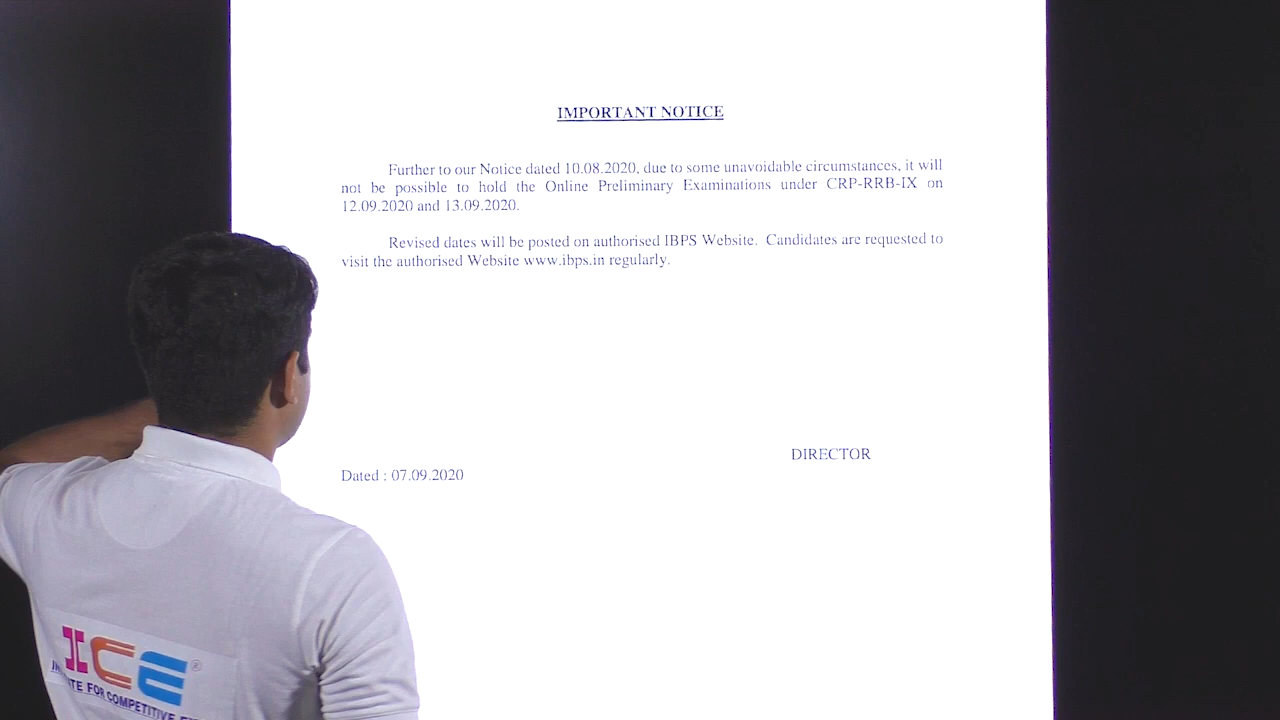 IMPORTANT NOTICE
Further to our Notice dated 10.08.2020, due to some unavoidable circumstances, it will
not be possible to hold the Online Preliminary Examinations under CRP-RRB-IX on
12.09.2020 and 13.09.2020.
Revised dates will be posted on authorised IBPS Website. Candidates are requested to
visit the authorised Website www.ibps.in regularly.
DIRECTOR
Dated : 07.09.2020
ICE®
FOR COMPETITIVE